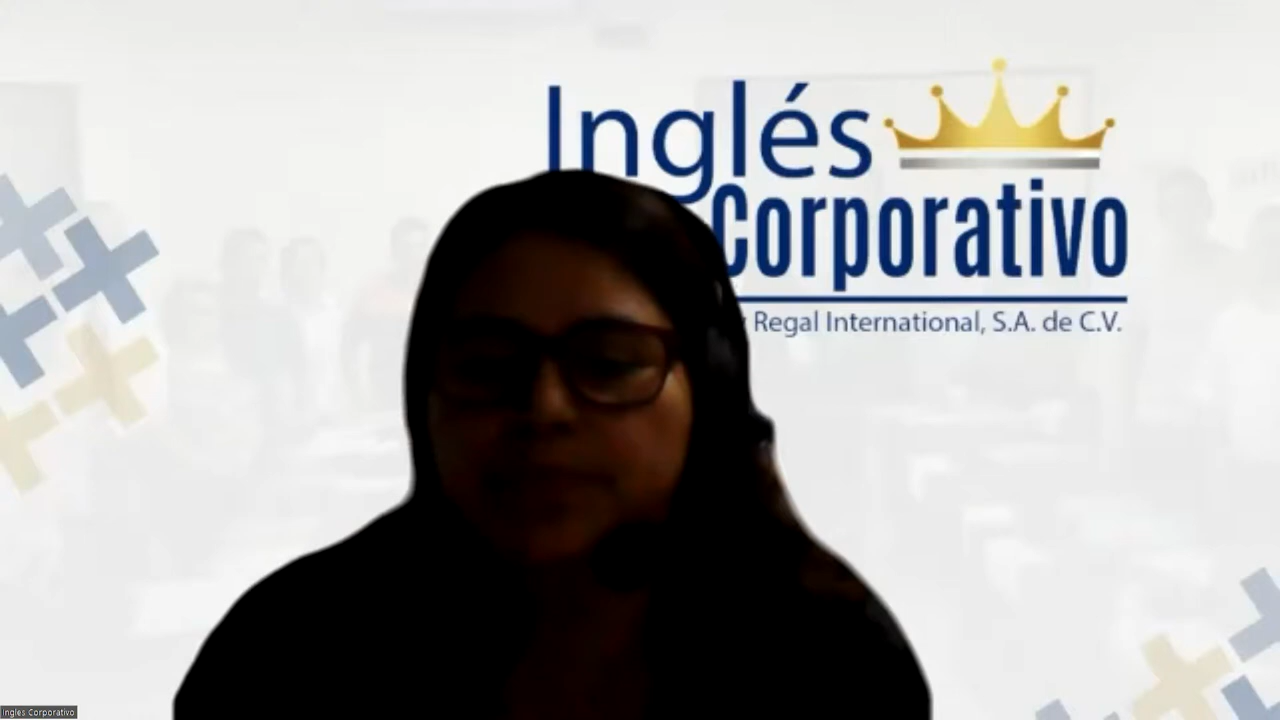 Inglés
Corporativo
Regal International, S.A. de C.V.
Ingles Corporativo